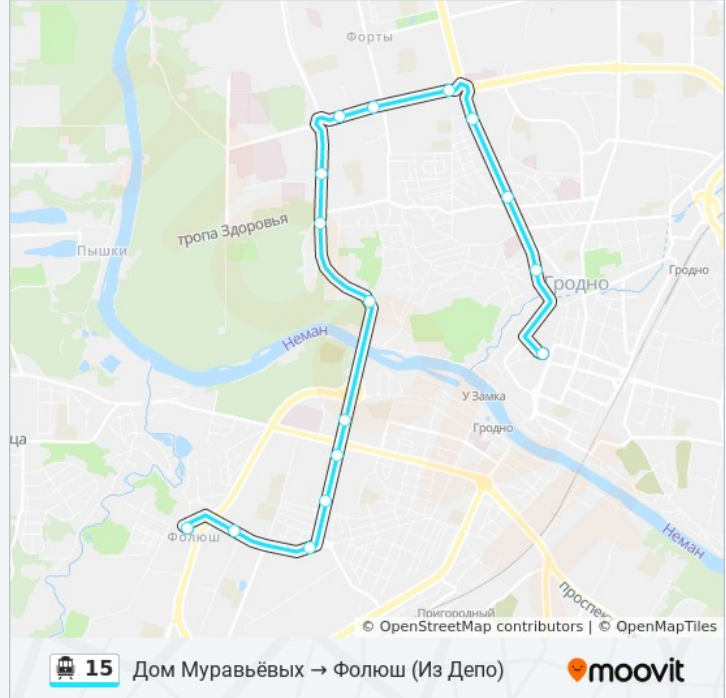 Форты
тропа Здоровья
Пышки
Гродно
Гродно
Неман
У Замка
Гродно
ца
Фолюш
Неман
проспек
Пригородный
© OpenStreetMap contributors | © OpenMapTiles
15 Дом Муравьёвых → Фолюш (Из Депо) moovit